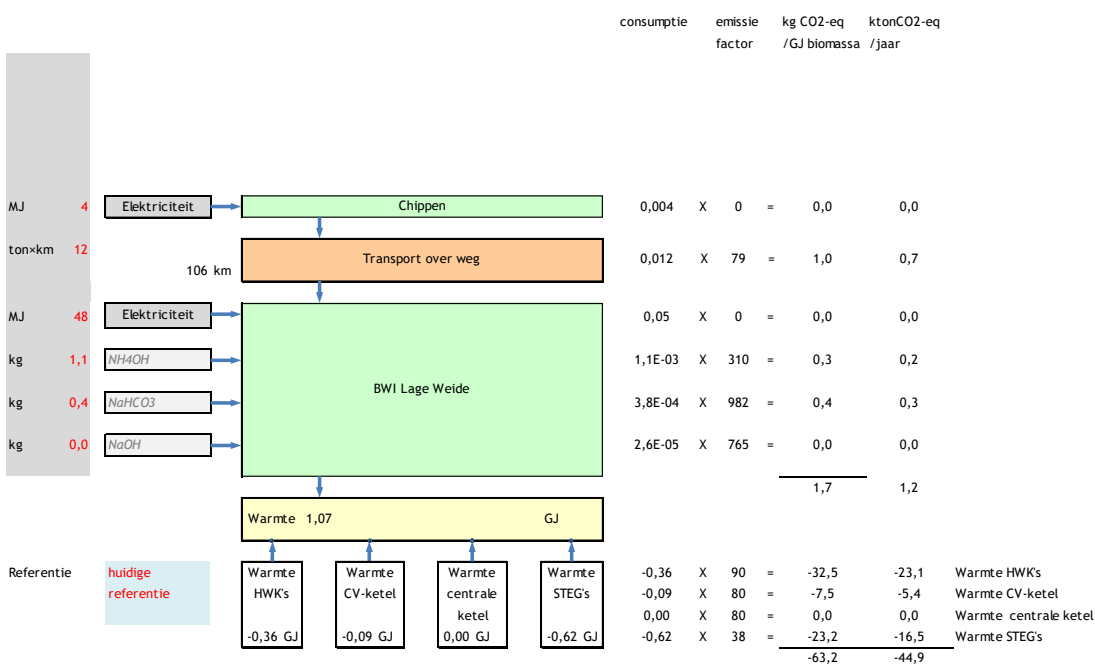 consumptie emissie factor kg CO2-eq /GJ biomassa ktonCO2-eq /jaar
MJ 4 Elektriciteit Chippen 0,004 X 0 = 0,0 0,0
ton×km 12 106 km Transport over weg 0,012 X 79 = 1,0 0,7
MJ 48 Elektriciteit 0,05 X 0 = 0,0 0,0
kg 1,1 NH4OH 1,1E-03 X 310 = 0,3 0,2
BWI Lage Weide
kg 0,4 NaHCO3 3,8E-04 X 982 = 0,4 0,3
kg 0,0 NaOH 2,6E-05 X 765 = 0,0 0,0
1,7 1,2
Warmte 1,07 GJ
Referentie
huidige
referentie
Warmte
HWK's
-0,36 GJ
Warmte
CV-ketel
-0,09 GJ
Warmte
centrale
ketel
0,00 GJ
Warmte
STEG's
-0,62 GJ
-0,36 X 90 = -32,5 -23,1 Warmte HWK's
-0,09 X 80 = -7,5 -5,4 Warmte CV-ketel
0,00 X 80 = 0,0 0,0 Warmte centrale ketel
-0,62 X 38 = -23,2 -16,5 Warmte STEG's
-63,2 -44,9